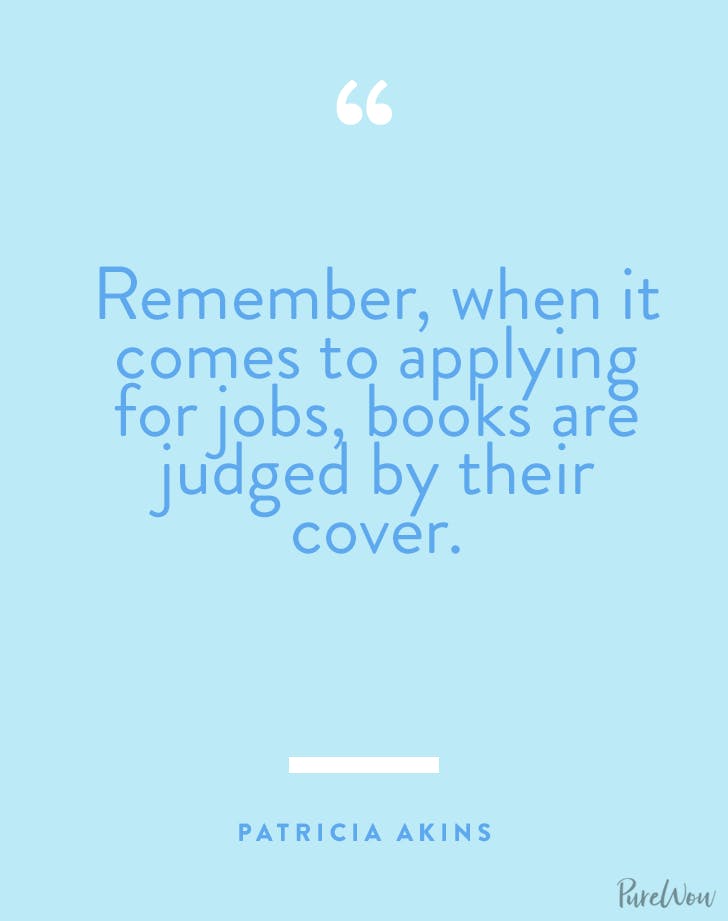 “
Remember, when it
comes to applying
for jobs, books are
judged by their
cover.
PATRICIA AKINS
PureWow